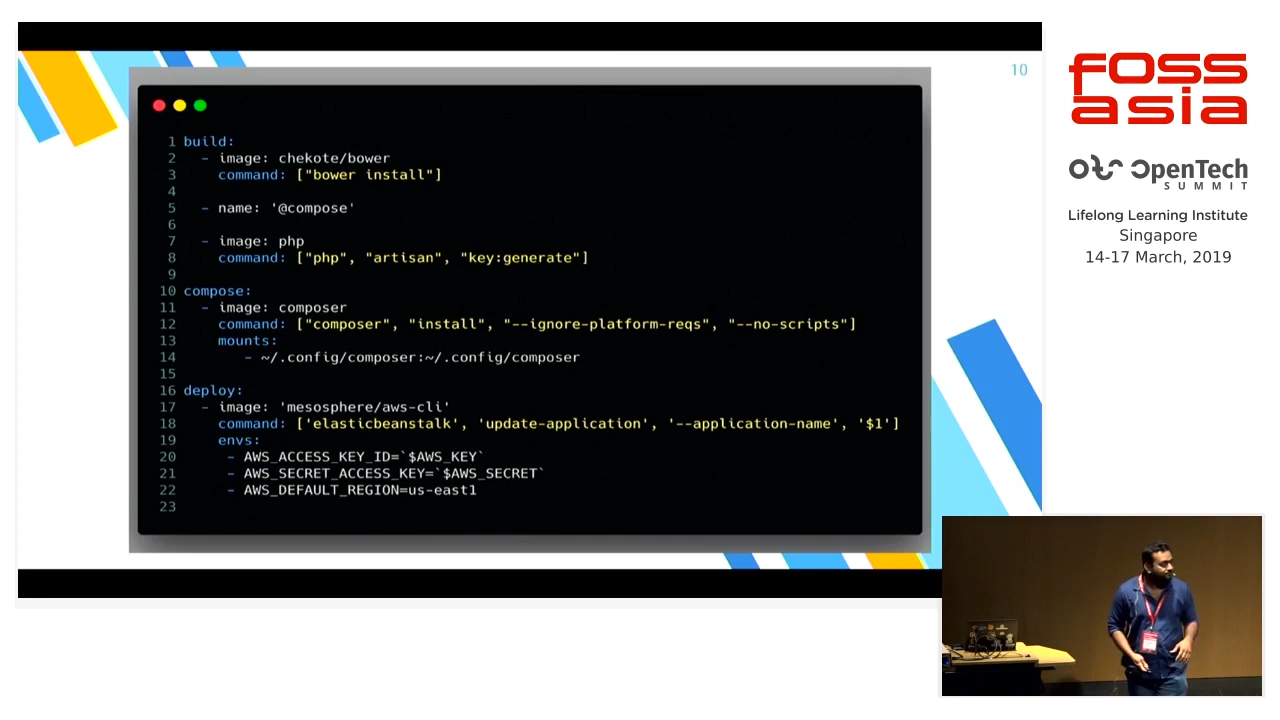 10
1 build:
2 - image: chekote/bower
3 command: ["bower install"]
4
5 - name: '@compose'
6
7 - image: php
8 command: ["php", "artisan", "key:generate"]
9
10 compose:
11 - image: composer
12 command: ["composer", "install", "--ignore-platform-reqs", "--no-scripts"]
13 mounts:
14 - ~/.config/composer:~/.config/composer
15
16 deploy:
17 - image: 'mesosphere/aws-cli'
18 command: ['elasticbeanstalk', 'update-application', '--application-name', '$1']
19 envs:
20 - AWS_ACCESS_KEY_ID=`$AWS_KEY`
21 - AWS_SECRET_ACCESS_KEY=`$AWS_SECRET`
22 - AWS_DEFAULT_REGION=us-east1
23
foss
asia
OpenTech
SUMMIT
Lifelong Learning Institute
Singapore
14-17 March, 2019